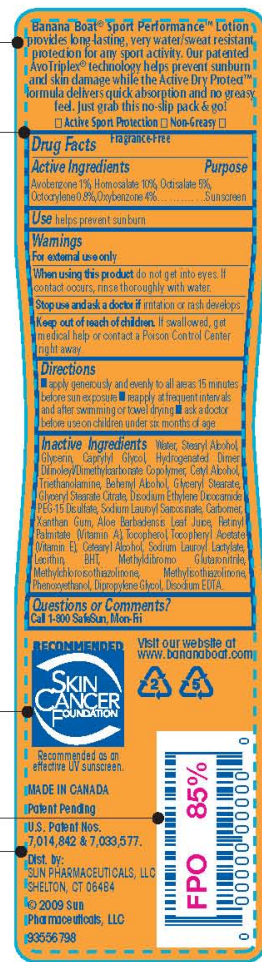 Banana Boat® Sport Performance™ Lotion
provides long-lasting, very water/sweat resistant
protection for any sport activity. Our patented
AvoTriplex® technology helps prevent sunburn
and skin damage while the Active Dry Protect™
formula delivers quick absorption and no greasy
feel. Just grab this no-slip pack & go!
□ Active Sport Protection □ Non-Greasy □
Fragrance-Free
Drug Facts
Active Ingredients Purpose
Avobenzone 1%, Homosalate 10%, Octisalate 5%,
Octocrylene 0.8%, Oxybenzone 4%..............Sunscreen
Use helps prevent sunburn
Warnings
For external use only
When using this product do not get into eyes. If
contact occurs, rinse thoroughly with water.
Stop use and ask a doctor if irritation or rash develops
Keep out of reach of children. If swallowed, get
medical help or contact a Poison Control Center
right away
Directions
■ apply generously and evenly to all areas 15 minutes
before sun exposure ■ reapply at frequent intervals
and after swimming or towel drying ■ ask a doctor
before use on children under six months of age
Inactive Ingredients Water, Stearyl Alcohol,
Glycerin, Caprylyl Glycol, Hydrogenated Dimer
Dilinoleyl/Dimethylcarbonate Copolymer, Cetyl Alcohol,
Triethanolamine, Behenyl Alcohol, Glyceryl Stearate,
Glyceryl Stearate Citrate, Disodium Ethylene Dicocamide
PEG-15 Disulfate, Sodium Lauroyl Sarcosinate, Carbomer,
Xanthan Gum, Aloe Barbadensis Leaf Juice, Retinyl
Palmitate (Vitamin A), Tocopherol, Tocopheryl Acetate
(Vitamin E), Cetearyl Alcohol, Sodium Lauroyl Lactylate,
Lecithin, BHT, Methyldibromo Glutaronitrile,
Methylchloroisothiazolinone, Methylisothiazolinone,
Phenoxyethanol, Dipropylene Glycol, Disodium EDTA.
Questions or Comments?
Call 1-800 SafeSun, Mon-Fri
RECOMMENDED
SKIN
CANCER
FOUNDATION
Recommended as an
effective UV sunscreen.
Visit our website at
www.bananaboat.com
2 5
MADE IN CANADA
Patent Pending
U.S. Patent Nos.
7,014,842 & 7,033,577.
Dist. by:
SUN PHARMACEUTICALS, LLC
SHELTON, CT 06484
© 2009 Sun
Pharmaceuticals, LLC
93556798
FPO 85%
0 00000 00000 0